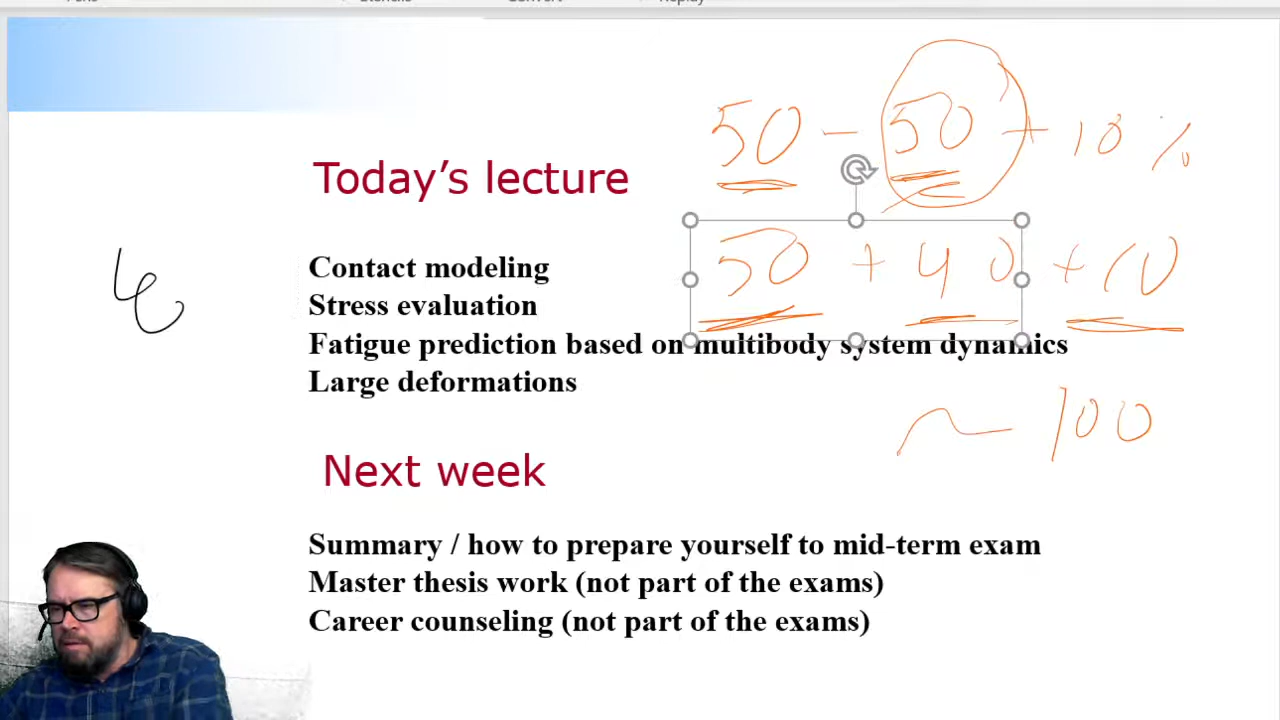 50 - 50 + 10 %
Today's lecture
50 + 40 + 10
Contact modeling
Stress evaluation
Fatigue prediction based on multibody system dynamics
Large deformations
~ 100
Next week
Summary / how to prepare yourself to mid-term exam
Master thesis work (not part of the exams)
Career counseling (not part of the exams)